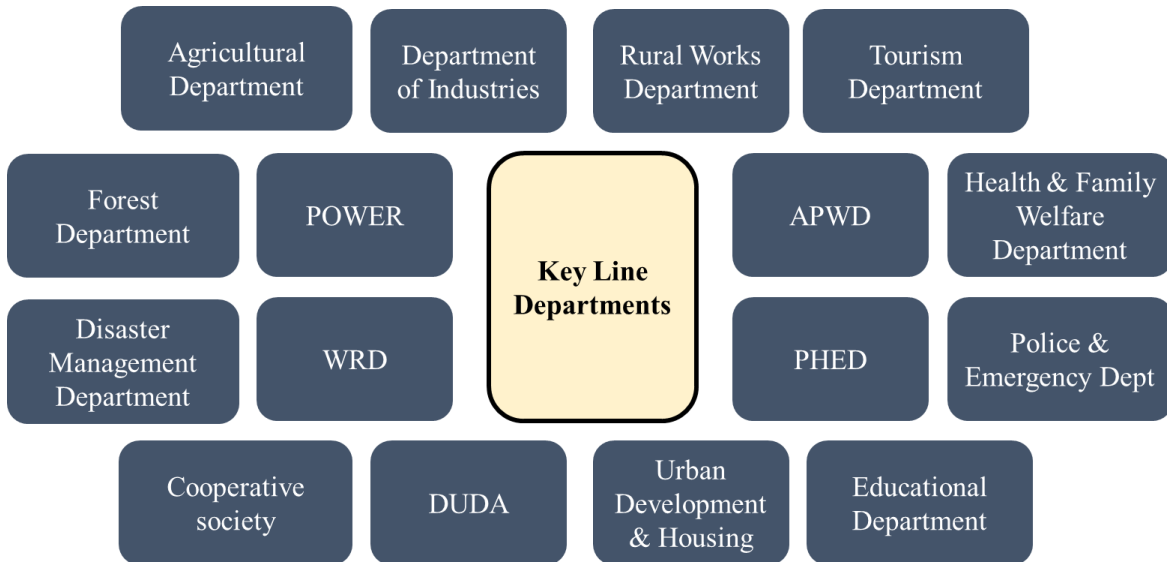 Agricultural
Department
Department
of Industries
Rural Works
Department
Tourism
Department
Forest
Department
POWER
Key Line
Departments
APWD
Health & Family
Welfare
Department
Disaster
Management
Department
WRD
PHED
Police &
Emergency Dept
Cooperative
society
DUDA
Urban
Development
& Housing
Educational
Department